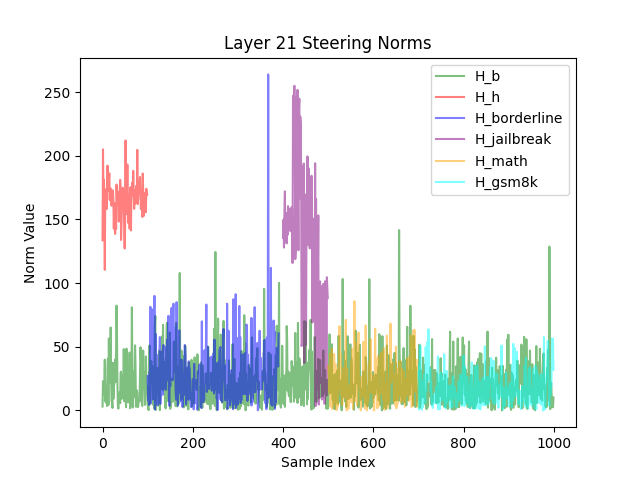 Layer 21 Steering Norms
H_b
H_h
H_borderline
H_jailbreak
H_math
H_gsm8k
Norm Value
250
200
150
100
50
0
0 200 400 600 800 1000
Sample Index